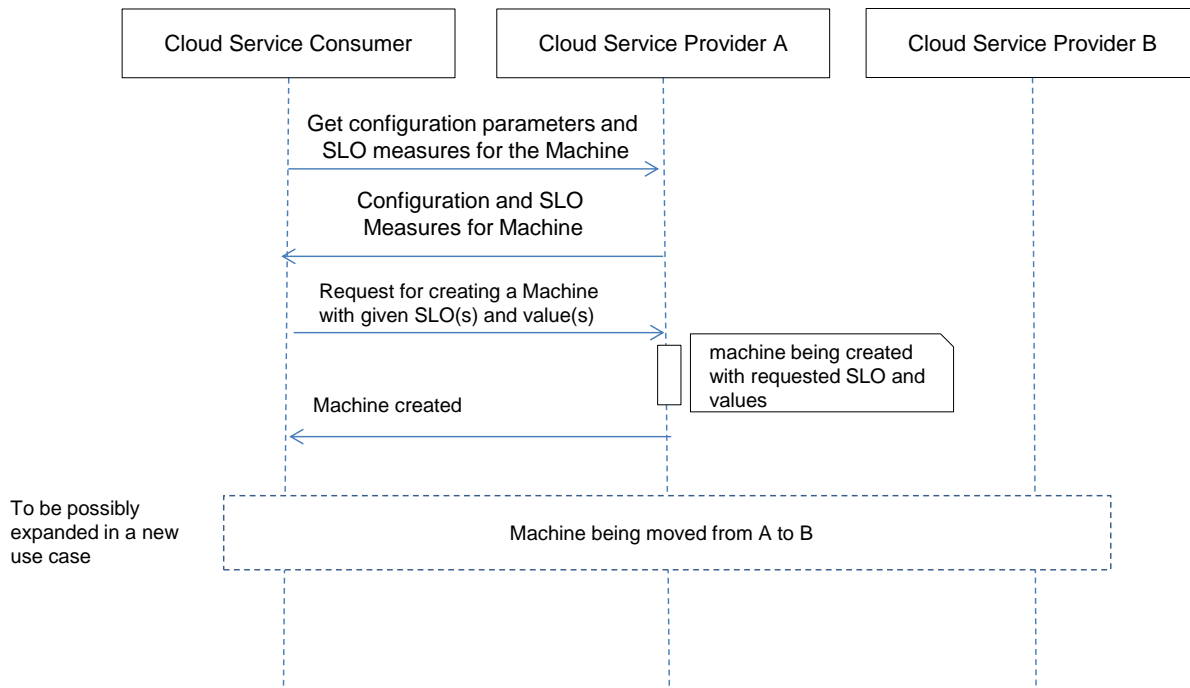 Cloud Service Consumer
Cloud Service Provider A
Cloud Service Provider B
Get configuration parameters and
SLO measures for the Machine
Configuration and SLO
Measures for Machine
Request for creating a Machine
with given SLO(s) and value(s)
machine being created
with requested SLO and
values
Machine created
To be possibly
expanded in a new
use case
Machine being moved from A to B